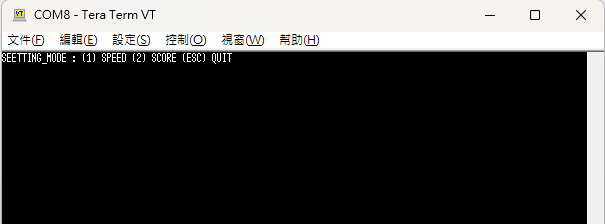 COM8 - Tera Term VT
文件(F) 編輯(E) 設定(S) 控制(O) 視窗(W) 幫助(H)
SEETTING_MODE : (1) SPEED (2) SCORE (ESC) QUIT